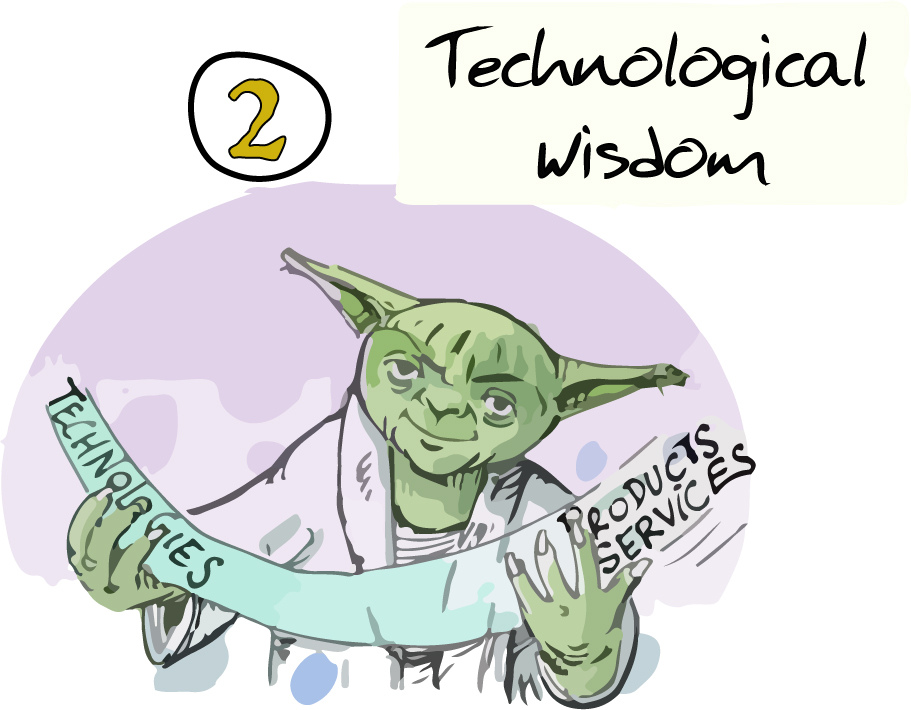 2
Technological
wisdom
TECHNOLOGIES
PRODUCTS
SERVICES